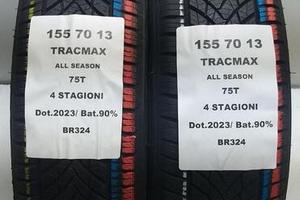 155 70 13
TRACMAX
ALL SEASON
75T
4 STAGIONI
Dot.2023/ Bat.90%
BR324
155 70 13
TRACMAX
ALL SEASON
75T
4 STAGIONI
Dot.2023/ Bat.90%
BR324